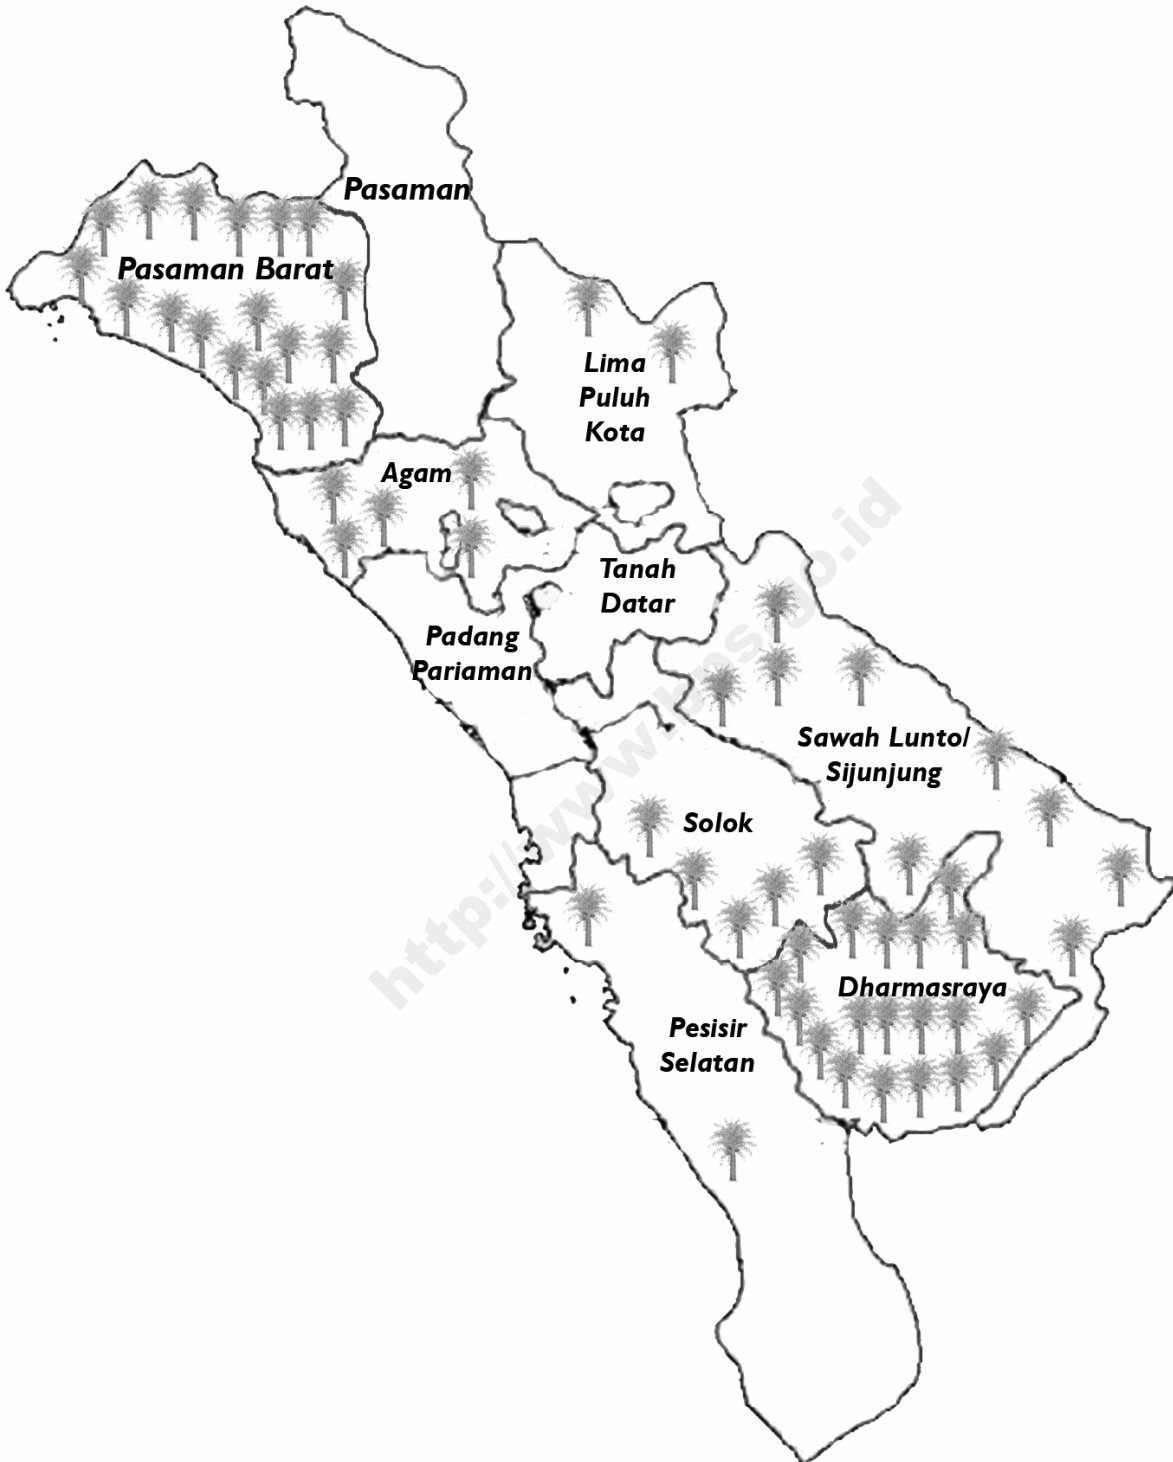 Pasaman
Pasaman Barat
Lima
Puluh
Kota
Agam
Tanah
Datar
Padang
Pariaman
Sawah Lunto/
Sijunjung
Solok
Dharmasraya
Pesisir
Selatan
http://www.bps.go.id